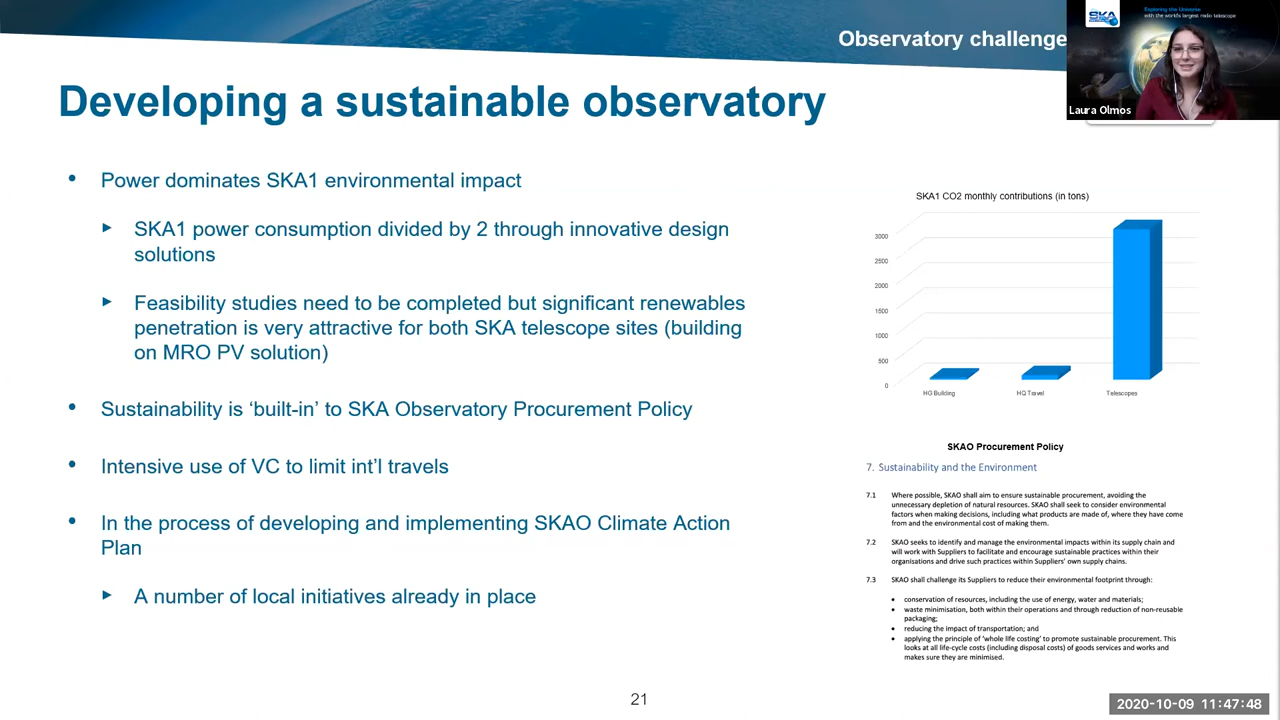 Observatory challenge
SKA
Exploring the Universe
with the world's largest radio telescope
Laura Olmos
Developing a sustainable observatory
• Power dominates SKA1 environmental impact
► SKA1 power consumption divided by 2 through innovative design
solutions
► Feasibility studies need to be completed but significant renewables
penetration is very attractive for both SKA telescope sites (building
on MRO PV solution)
• Sustainability is ‘built-in’ to SKA Observatory Procurement Policy
• Intensive use of VC to limit int’l travels
• In the process of developing and implementing SKAO Climate Action
Plan
► A number of local initiatives already in place
SKA1 CO2 monthly contributions (in tons)
3000
2500
2000
1500
1000
500
0
HG Building
HQ Travel
Telescopes
SKAO Procurement Policy
7. Sustainability and the Environment
7.1 Where possible, SKAO shall aim to ensure sustainable procurement, avoiding the
unnecessary depletion of natural resources. SKAO shall seek to consider environmental
factors when making decisions, including what products are made of, where they have come
from and the environmental cost of making them.
7.2 SKAO seeks to identify and manage the environmental impacts within its supply chain and
will work with Suppliers to facilitate and encourage sustainable practices within their
organisations and drive such practices within Suppliers’ own supply chains.
7.3 SKAO shall challenge its Suppliers to reduce their environmental footprint through:
• conservation of resources, including the use of energy, water and materials;
• waste minimisation, both within their operations and through reduction of non-reusable
packaging;
• reducing the impact of transportation; and
• applying the principle of ‘whole life costing’ to promote sustainable procurement. This
looks at all life-cycle costs (including disposal costs) of goods services and works and
makes sure they are minimised.
21
2020-10-09 11:47:48